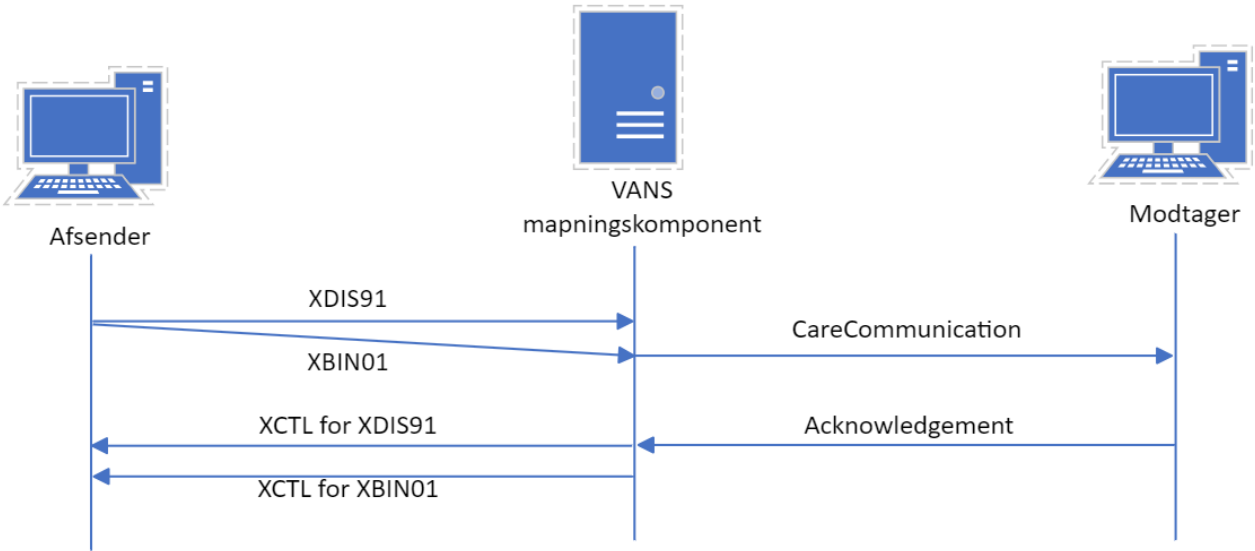 VANS
mapningskomponent
Modtager
Afsender
XDIS91
CareCommunication
XBIN01
XCTL for XDIS91
Acknowledgement
XCTL for XBIN01